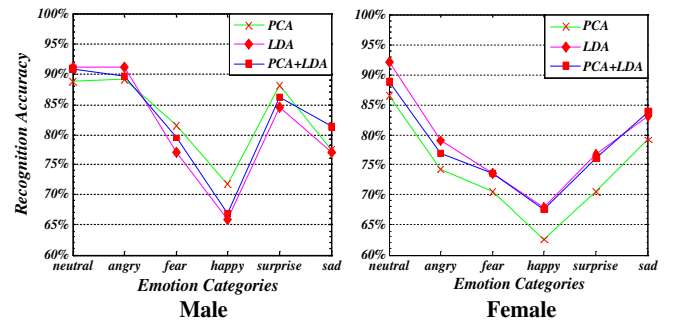 100%
95%
90%
85%
80%
75%
70%
65%
60%
Recognition Accuracy
PCA
LDA
PCA+LDA
neutral angry fear happy surprise sad
Emotion Categories
Male
100%
95%
90%
85%
80%
75%
70%
65%
60%
PCA
LDA
PCA+LDA
neutral angry fear happy surprise sad
Emotion Categories
Female